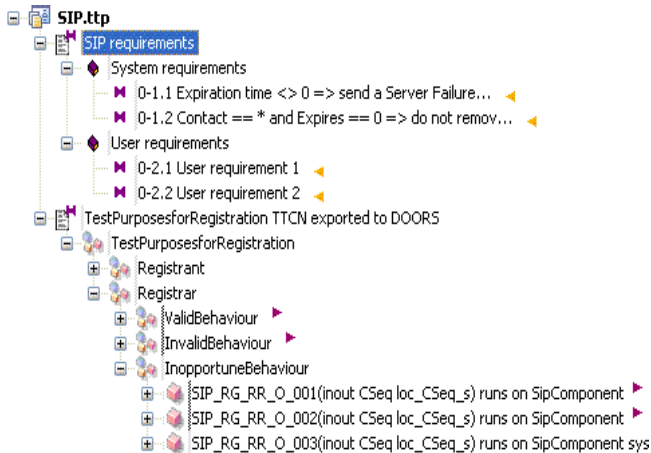 SIP.ttp
SIP requirements
System requirements
0-1.1 Expiration time <> 0 => send a Server Failure...
0-1.2 Contact == * and Expires == 0 => do not remov...
User requirements
0-2.1 User requirement 1
0-2.2 User requirement 2
TestPurposesforRegistration TTCN exported to DOORS
TestPurposesforRegistration
Registrant
Registrar
ValidBehaviour
InvalidBehaviour
InopportuneBehaviour
SIP_RG_RR_O_001(inout CSeq loc_CSeq_s) runs on SipComponent
SIP_RG_RR_O_002(inout CSeq loc_CSeq_s) runs on SipComponent
SIP_RG_RR_O_003(inout CSeq loc_CSeq_s) runs on SipComponent sys